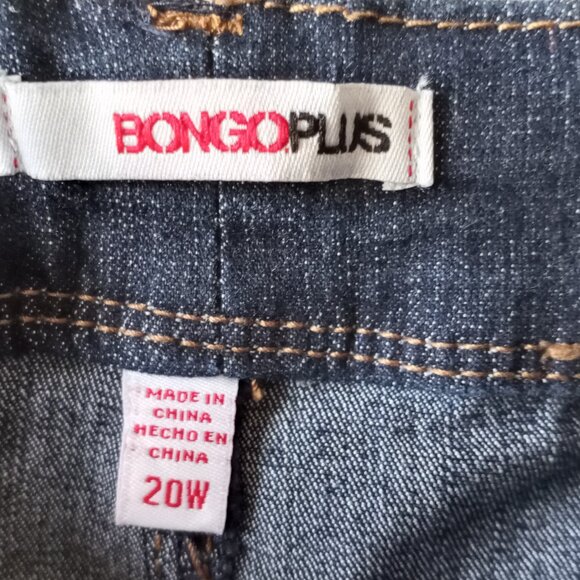 BONGOPLUS
MADE IN
CHINA
HECHO EN
CHINA
20W